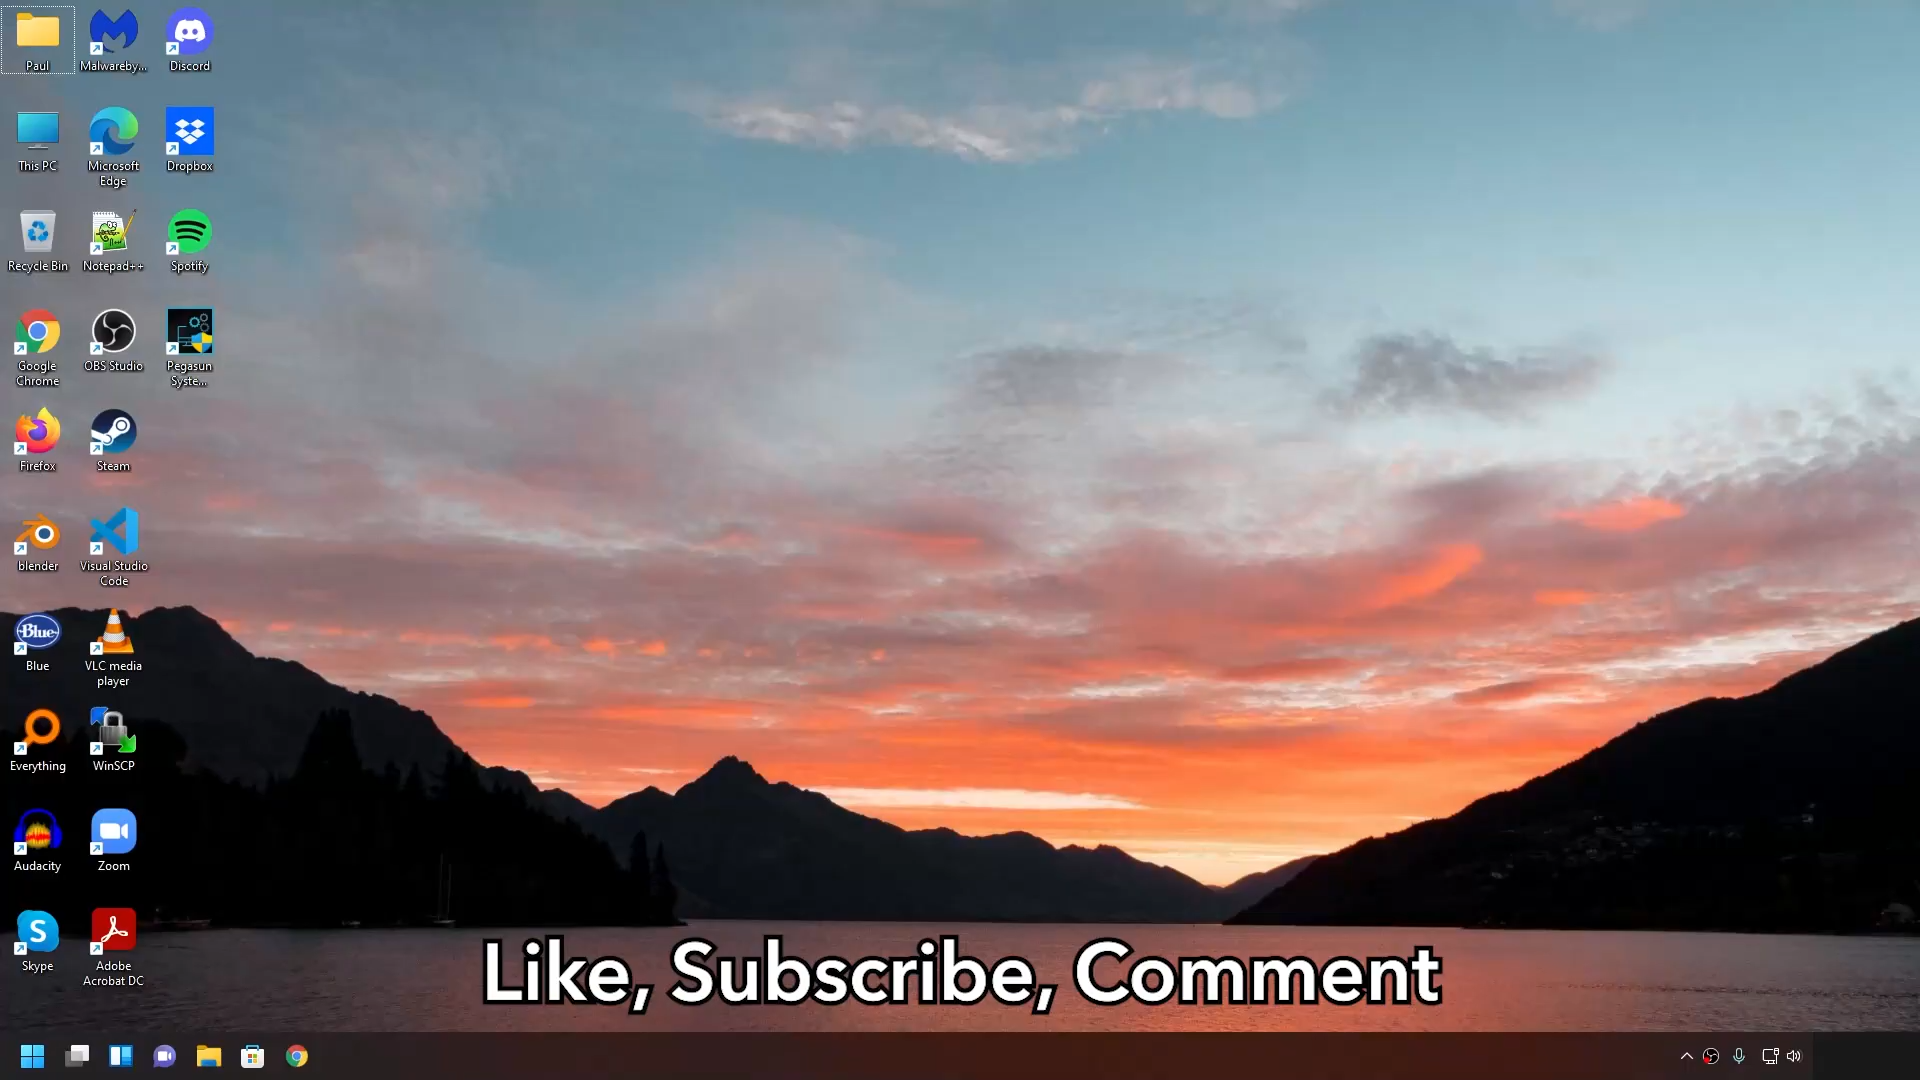 Paul
Malwareby...
Discord
This PC
Microsoft
Edge
Dropbox
Recycle Bin
Notepad++
Spotify
Google
Chrome
OBS Studio
Pegasun
Syste...
Firefox
Steam
blender
Visual Studio
Code
Blue
Blue
VLC media
player
Everything
WinSCP
Audacity
Zoom
S
Skype
Adobe
Acrobat DC
Like, Subscribe, Comment